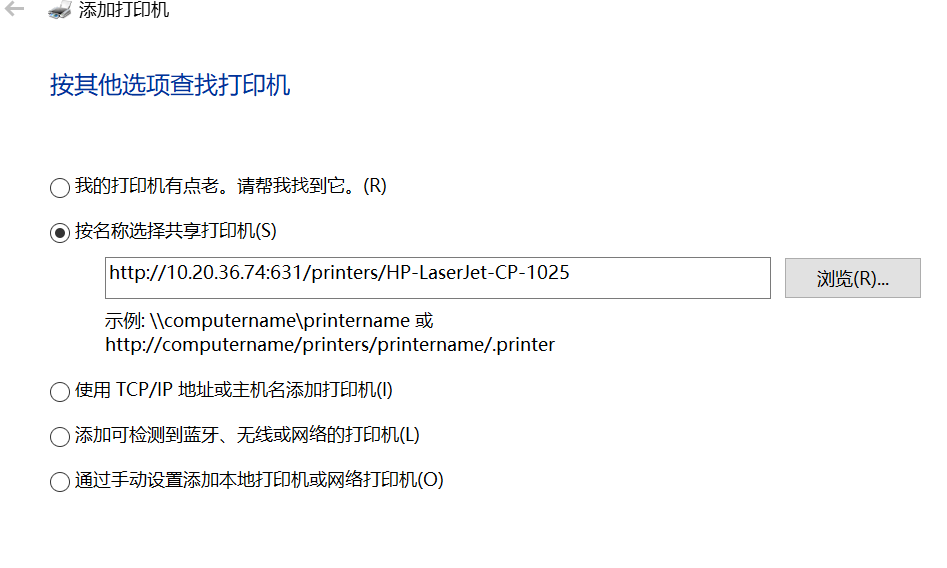 添加打印机
按其他选项查找打印机
我的打印机有点老。请帮我找到它。(R)
按名称选择共享打印机(S)
http://10.20.36.74:631/printers/HP-LaserJet-CP-1025
浏览(R)...
示例: \\computername\printername 或
http://computername/printers/printername/.printer
使用 TCP/IP 地址或主机名添加打印机(I)
添加可检测到蓝牙、无线或网络的打印机(L)
通过手动设置添加本地打印机或网络打印机(O)